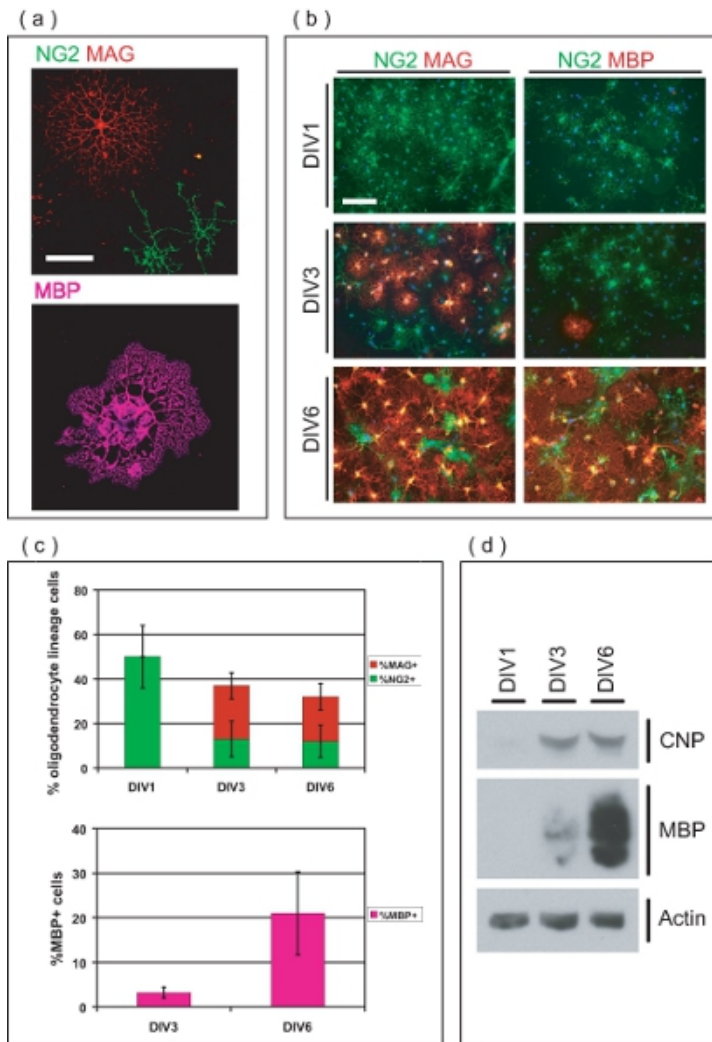 ( a )
NG2 MAG
MBP
( b )
NG2 MAG NG2 MBP
DIV1
DIV3
DIV6
( c )
% oligodendrocyte lineage cells
80
60
40
20
0
DIV1 DIV3 DIV6
%MAG+
%NG2+
%MBP+ cells
40
30
20
10
0
DIV3 DIV6
%MBP+
( d )
DIV1 DIV3 DIV6
CNP
MBP
Actin